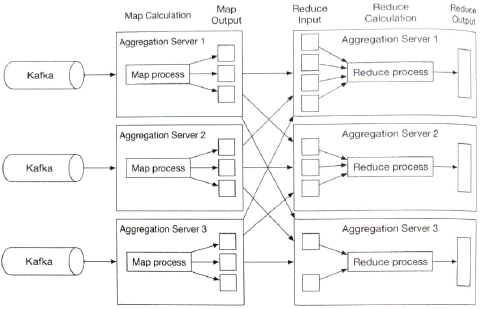 Map Calculation
Map
Output
Reduce
Input
Reduce
Calculation
Reduce
Output
Aggregation Server 1
Map process
Aggregation Server 1
Reduce process
Kafka
Aggregation Server 2
Map process
Aggregation Server 2
Reduce process
Kafka
Aggregation Server 3
Map process
Aggregation Server 3
Reduce process
Kafka